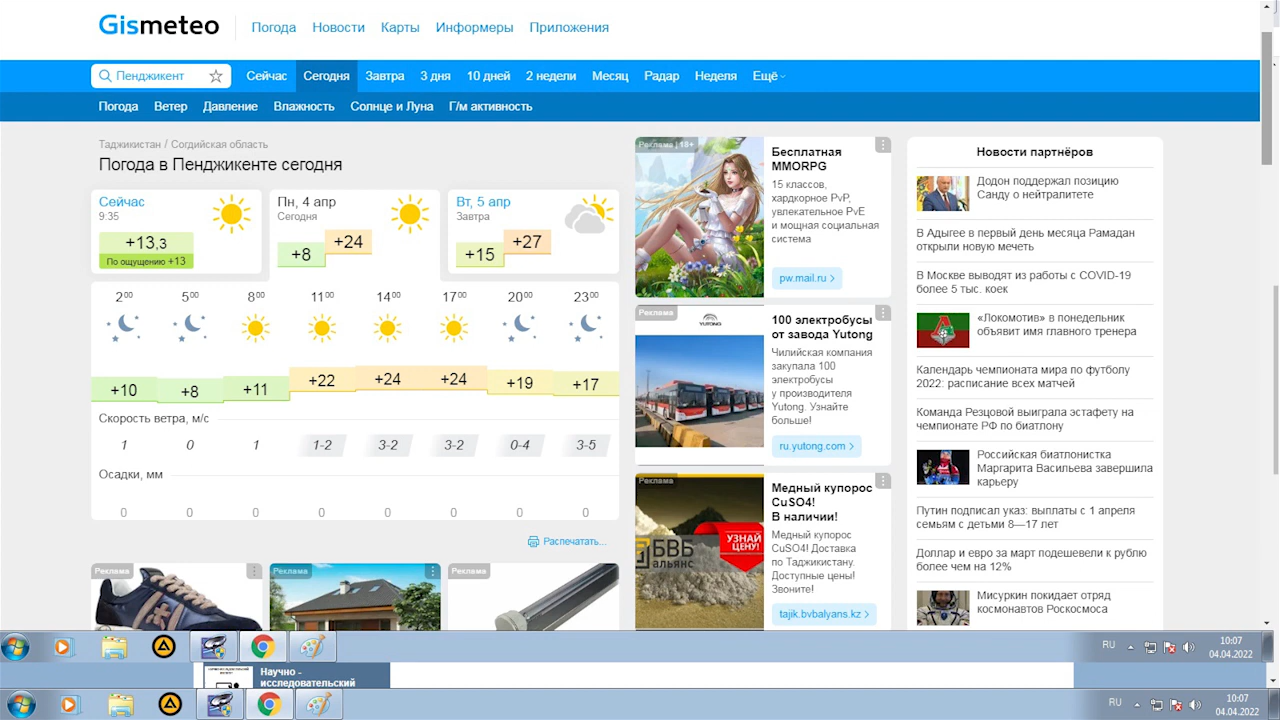 Gismeteo
Погода Новости Карты Информеры Приложения
Пенджикент Сейчас Сегодня Завтра 3 дня 10 дней 2 недели Месяц Радар Неделя Ещё
Погода Ветер Давление Влажность Солнце и Луна Г/м активность
Таджикистан / Согдийская область
Погода в Пенджикенте сегодня
Сейчас
9:35
+13,3
По ощущению +13
Пн, 4 апр
Сегодня
+8 +24
Вт, 5 апр
Завтра
+15 +27
2⁰⁰ 5⁰⁰ 8⁰⁰ 11⁰⁰ 14⁰⁰ 17⁰⁰ 20⁰⁰ 23⁰⁰
+10 +8 +11 +22 +24 +24 +19 +17
Скорость ветра, м/с
1 0 1 1-2 3-2 3-2 0-4 3-5
Осадки, мм
0 0 0 0 0 0 0 0
Распечатать...
Реклама Реклама Реклама
Реклама | 18+
Бесплатная
MMORPG
15 классов,
хардкорное PvP,
увлекательное PvE
и мощная социальная
система
pw.mail.ru
Реклама
YUTONG
100 электробусы
от завода Yutong
Чилийская компания
закупала 100
электробусы
у производителя
Yutong. Узнайте
больше!
ru.yutong.com
Реклама
БВБ
альянс
УЗНАЙ
ЦЕНУ!
Медный купорос
CuSO4!
В наличии!
Медный купорос
CuSO4! Доставка
по Таджикистану.
Доступные цены!
Звоните!
tajik.bvbalyans.kz
Новости партнёров
Додон поддержал позицию
Санду о нейтралитете
В Адыгее в первый день месяца Рамадан
открыли новую мечеть
В Москве выводят из работы с COVID-19
более 5 тыс. коек
«Локомотив» в понедельник
объявит имя главного тренера
Календарь чемпионата мира по футболу
2022: расписание всех матчей
Команда Резцовой выиграла эстафету на
чемпионате РФ по биатлону
Российская биатлонистка
Маргарита Васильева завершила
карьеру
Путин подписал указ: выплаты с 1 апреля
семьям с детьми 8—17 лет
Доллар и евро за март подешевели к рублю
более чем на 12%
Мисуркин покидает отряд
космонавтов Роскосмоса
RU 10:07
04.04.2022
Научно -
исследовательский
RU 10:07
04.04.2022